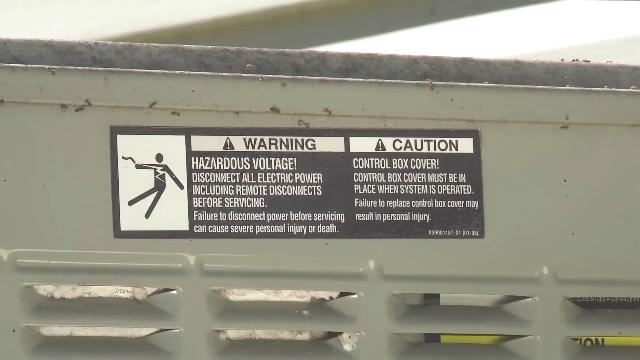 WARNING
HAZARDOUS VOLTAGE!
DISCONNECT ALL ELECTRIC POWER
INCLUDING REMOTE DISCONNECTS
BEFORE SERVICING.
Failure to disconnect power before servicing
can cause severe personal injury or death.
CAUTION
CONTROL BOX COVER!
CONTROL BOX COVER MUST BE IN
PLACE WHEN SYSTEM IS OPERATED.
Failure to replace control box cover may
result in personal injury.